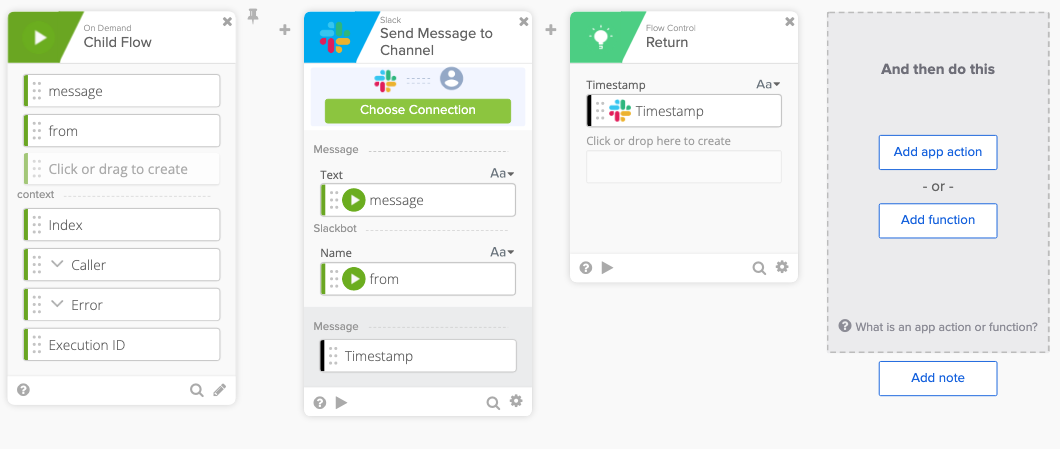 On Demand
Child Flow
message
from
Click or drag to create
context
Index
Caller
Error
Execution ID
Slack
Send Message to
Channel
Choose Connection
Message
Text
Aa
message
Slackbot
Name
Aa
from
Message
Timestamp
Flow Control
Return
Timestamp
Aa
Timestamp
Click or drop here to create
And then do this
Add app action
- or -
Add function
What is an app action or function?
Add note